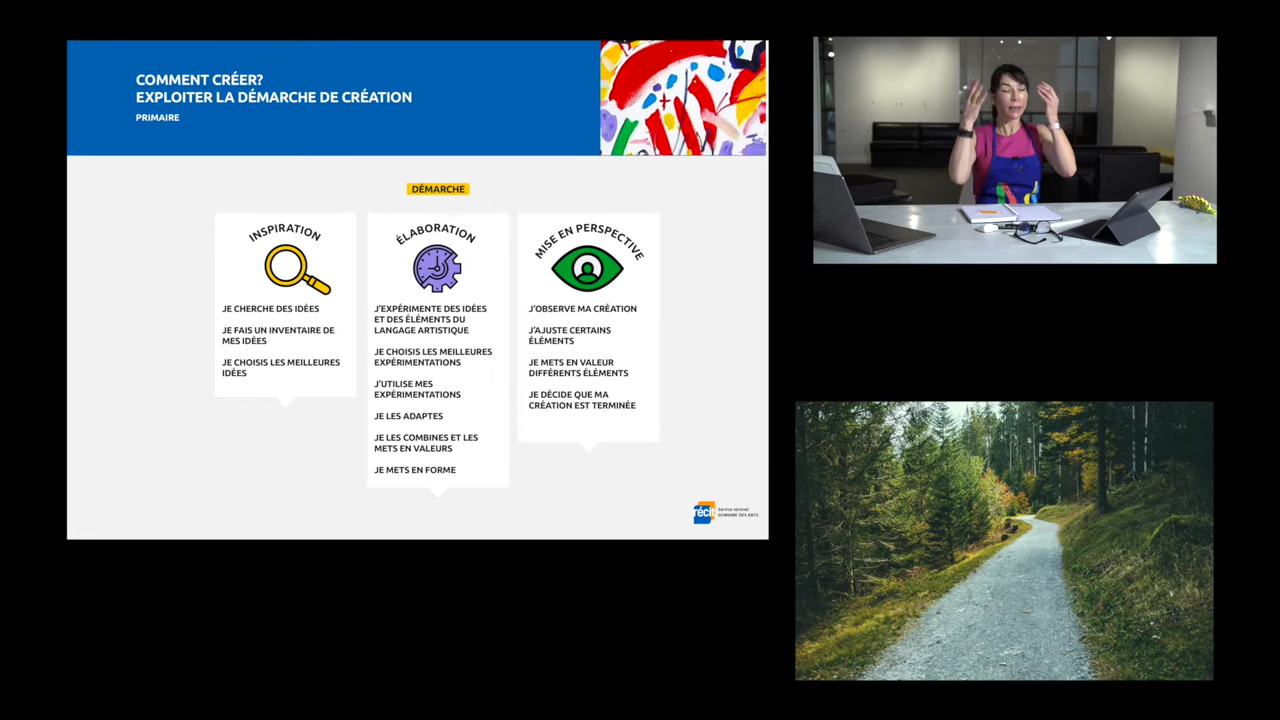 COMMENT CRÉER?
EXPLOITER LA DÉMARCHE DE CRÉATION
PRIMAIRE
DÉMARCHE
INSPIRATION
JE CHERCHE DES IDÉES
JE FAIS UN INVENTAIRE DE
MES IDÉES
JE CHOISIS LES MEILLEURES
IDÉES
ÉLABORATION
J'EXPÉRIMENTE DES IDÉES
ET DES ÉLÉMENTS DU
LANGAGE ARTISTIQUE
JE CHOISIS LES MEILLEURES
EXPÉRIMENTATIONS
J'UTILISE MES
EXPÉRIMENTATIONS
JE LES ADAPTES
JE LES COMBINES ET LES
METS EN VALEURS
JE METS EN FORME
MISE EN PERSPECTIVE
J'OBSERVE MA CRÉATION
J'AJUSTE CERTAINS
ÉLÉMENTS
JE METS EN VALEUR
DIFFÉRENTS ÉLÉMENTS
JE DÉCIDE QUE MA
CRÉATION EST TERMINÉE
récit
Service national
DOMAINE DES ARTS